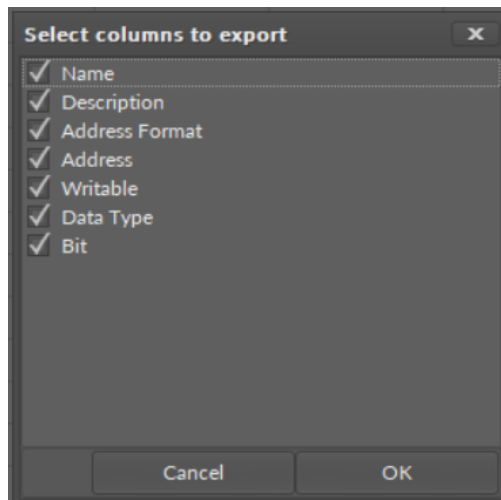 Select columns to export
Name
Description
Address Format
Address
Writable
Data Type
Bit
Cancel OK